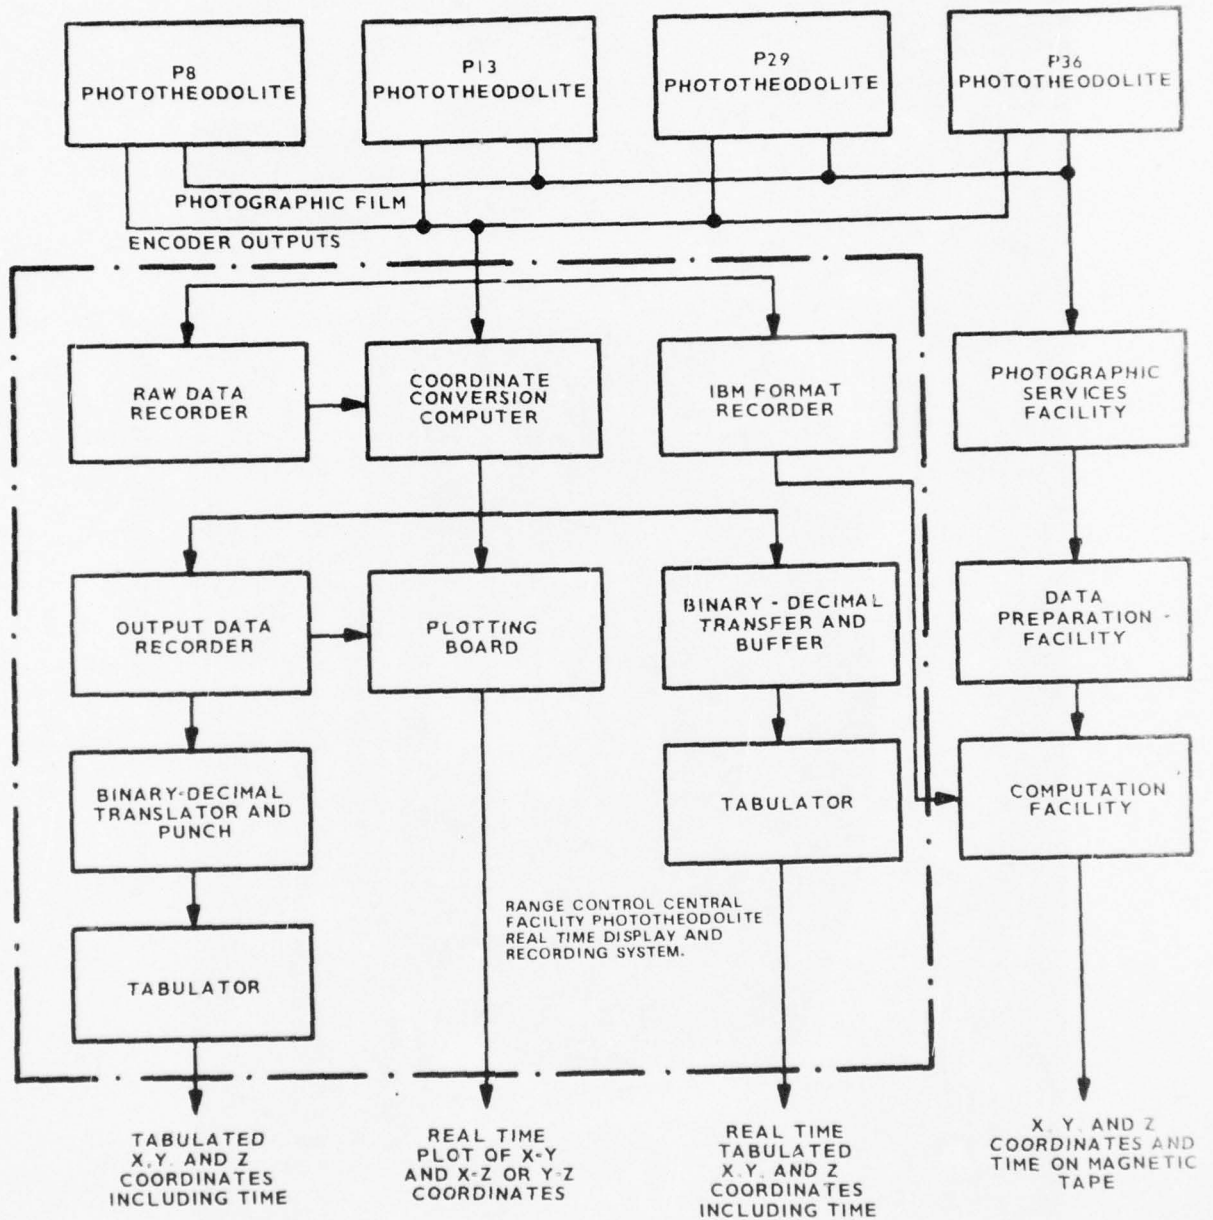 P8
PHOTOTHEODOLITE
P13
PHOTOTHEODOLITE
P29
PHOTOTHEODOLITE
P36
PHOTOTHEODOLITE
PHOTOGRAPHIC FILM
ENCODER OUTPUTS
RAW DATA
RECORDER
COORDINATE
CONVERSION
COMPUTER
IBM FORMAT
RECORDER
PHOTOGRAPHIC
SERVICES
FACILITY
OUTPUT DATA
RECORDER
PLOTTING
BOARD
BINARY - DECIMAL
TRANSFER AND
BUFFER
DATA
PREPARATION -
FACILITY
BINARY-DECIMAL
TRANSLATOR AND
PUNCH
TABULATOR
COMPUTATION
FACILITY
RANGE CONTROL CENTRAL
FACILITY PHOTOTHEODOLITE
REAL TIME DISPLAY AND
RECORDING SYSTEM.
TABULATOR
TABULATED
X,Y, AND Z
COORDINATES
INCLUDING TIME
REAL TIME
PLOT OF X-Y
AND X-Z OR Y-Z
COORDINATES
REAL TIME
TABULATED
X,Y, AND Z
COORDINATES
INCLUDING TIME
X, Y, AND Z
COORDINATES AND
TIME ON MAGNETIC
TAPE